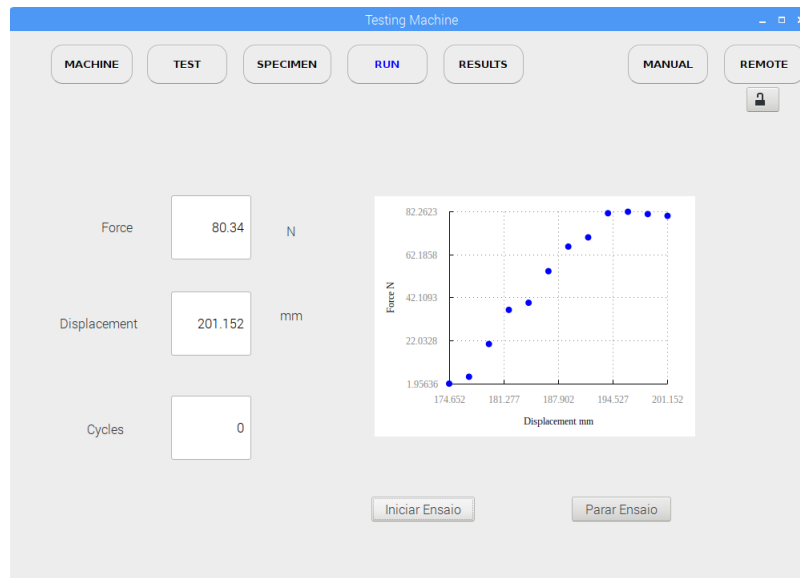 Testing Machine
MACHINE TEST SPECIMEN RUN RESULTS MANUAL REMOTE
Force 80.34 N
Displacement 201.152 mm
Cycles 0
82.2623
62.1858
42.1093
22.0328
1.95636
Force N
174.652 181.277 187.902 194.527 201.152
Displacement mm
Iniciar Ensaio Parar Ensaio